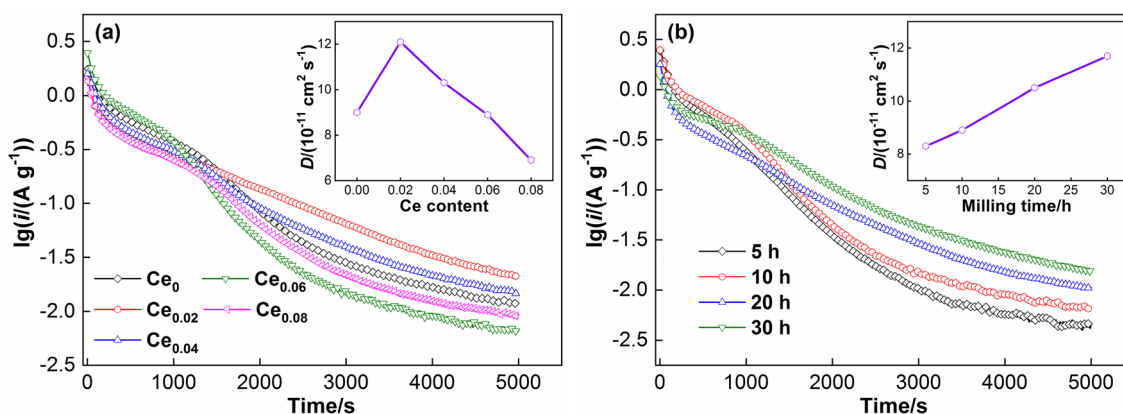 (a)
lg(i/(A g⁻¹))
0.5
0.0
-0.5
-1.0
-1.5
-2.0
-2.5
0 1000 2000 3000 4000 5000
Time/s
Ce₀
Ce₀.₀₂
Ce₀.₀₄
Ce₀.₀₆
Ce₀.₀₈
D/(10⁻¹¹ cm² s⁻¹)
12
10
8
6
0.00 0.02 0.04 0.06 0.08
Ce content
(b)
lg(i/(A g⁻¹))
0.5
0.0
-0.5
-1.0
-1.5
-2.0
-2.5
0 1000 2000 3000 4000 5000
Time/s
5 h
10 h
20 h
30 h
D/(10⁻¹¹ cm² s⁻¹)
12
10
8
5 10 15 20 25 30
Milling time/h